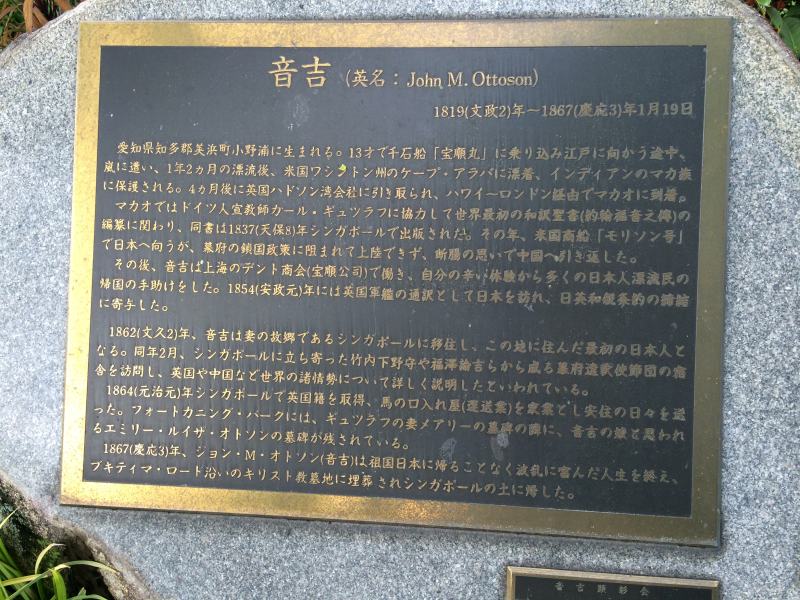 音吉 (英名：John M. Ottoson)
1819(文政2)年～1867(慶応3)年1月19日
愛知県知多郡美浜町小野浦に生まれる。13才で千石船「宝順丸」に乗り込み江戸に向かう途中、
嵐に遭い、1年2カ月の漂流後、米国ワシントン州のケープ・アラバに漂着、インディアンのマカ族
に保護される。4カ月後に英国ハドソン湾会社に引き取られ、ハワイーロンドン経由でマカオに到着。
マカオではドイツ人宣教師カール・ギュツラフに協力して世界最初の和訳聖書(約翰福音之傳)の
編纂に関わり、同書は1837(天保8)年シンガポールで出版された。その年、米国商船「モリソン号」
で日本へ向うが、幕府の鎖国政策に阻まれて上陸できず、断腸の思いで中国へ引き返した。
その後、音吉は上海のデント商会(宝順公司)で働き、自分の辛い体験から多くの日本人漂流民の
帰国の手助けをした。1854(安政元)年には英国軍艦の通訳として日本を訪れ、日英和親条約の締結
に寄与した。
1862(文久2)年、音吉は妻の故郷であるシンガポールに移住し、この地に住んだ最初の日本人と
なる。同年2月、シンガポールに立ち寄った竹内下野守や福澤諭吉らから成る幕府遣欧使節団の宿
舎を訪問し、英国や中国など世界の諸情勢について詳しく説明したといわれている。
1864(元治元)年シンガポールで英国籍を取得、馬の口入れ屋(運送業)を家業とし安住の日々を送
った。フォートカニング・パークには、ギュツラフの妻メアリーの墓碑の隣に、音吉の娘と思われ
るエミリー・ルイザ・オトソンの墓碑が残されている。
1867(慶応3)年、ジョン・M・オトソン(音吉)は祖国日本に帰ることなく波乱に富んだ人生を終え、
ブキティマ・ロード沿いのキリスト教墓地に埋葬されシンガポールの土に帰した。
音吉顕彰会